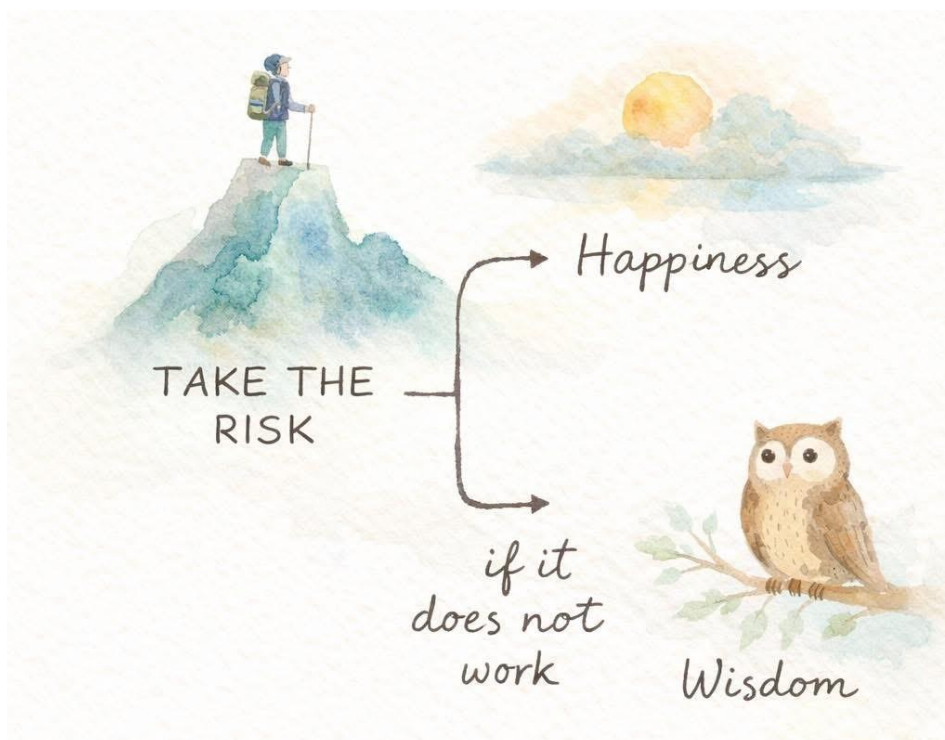 TAKE THE
RISK
Happiness
if it
does not
work
Wisdom